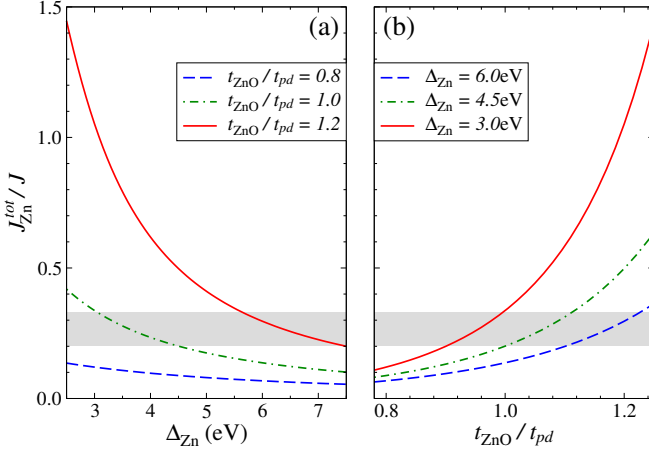 (a)
(b)
t_ZnO / t_pd = 0.8
t_ZnO / t_pd = 1.0
t_ZnO / t_pd = 1.2
Δ_Zn = 6.0eV
Δ_Zn = 4.5eV
Δ_Zn = 3.0eV
J_Zn^tot / J
1.5
1.0
0.5
0.0
3 4 5 6 7
0.8 1.0 1.2
Δ_Zn (eV)
t_ZnO / t_pd